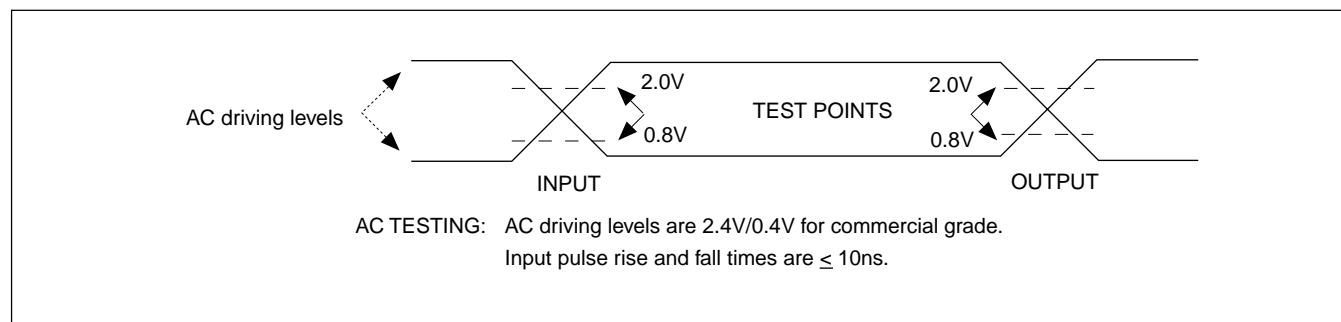 2.0V
2.0V
AC driving levels
TEST POINTS
0.8V
0.8V
INPUT
OUTPUT
AC TESTING: AC driving levels are 2.4V/0.4V for commercial grade.
Input pulse rise and fall times are ≤ 10ns.